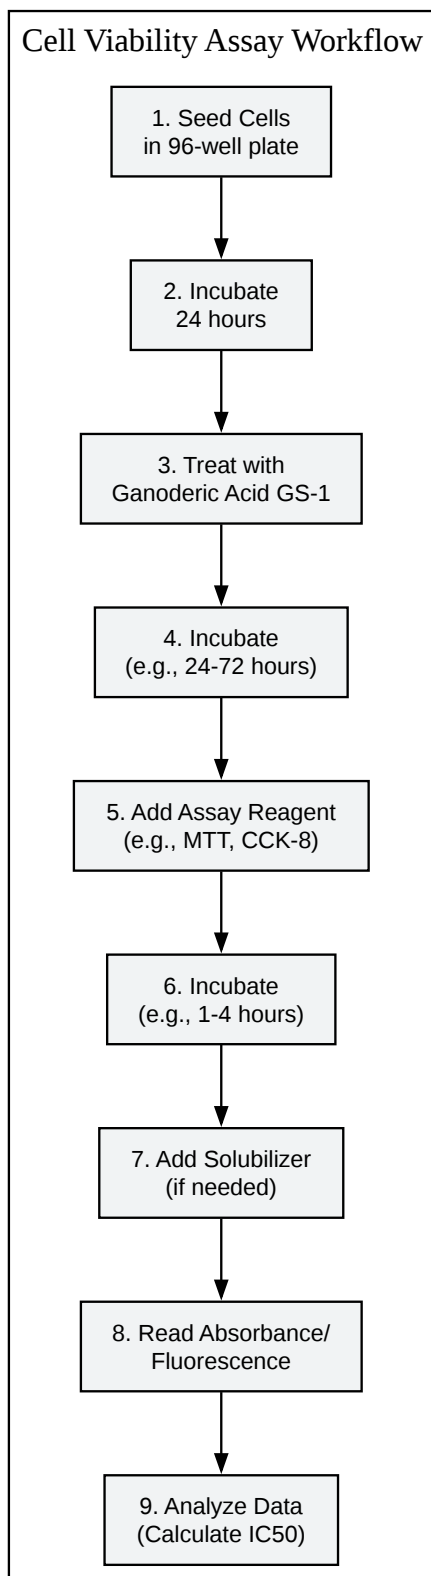 Cell Viability Assay Workflow
1. Seed Cells
in 96-well plate
2. Incubate
24 hours
3. Treat with
Ganoderic Acid GS-1
4. Incubate
(e.g., 24-72 hours)
5. Add Assay Reagent
(e.g., MTT, CCK-8)
6. Incubate
(e.g., 1-4 hours)
7. Add Solubilizer
(if needed)
8. Read Absorbance/
Fluorescence
9. Analyze Data
(Calculate IC50)